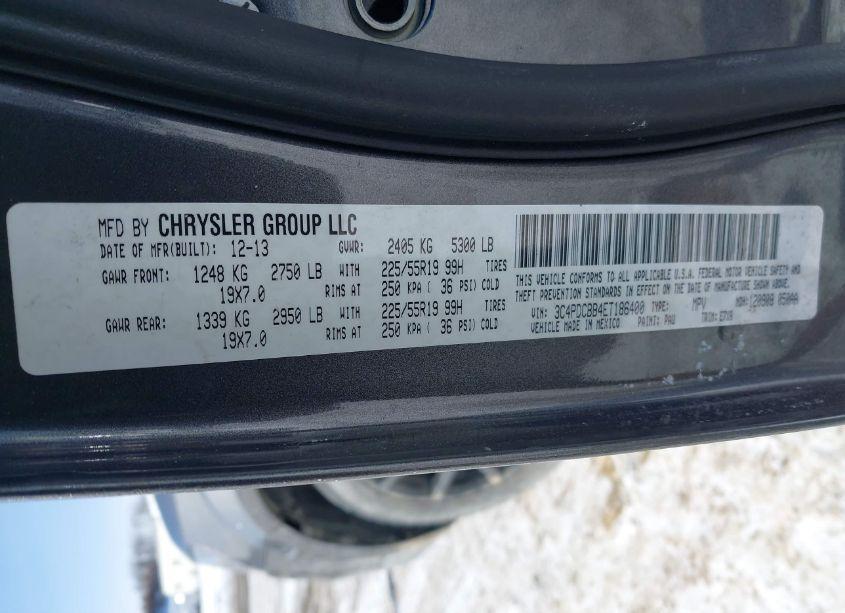 MFD BY CHRYSLER GROUP LLC
DATE OF MFR(BUILT): 12-13 GVWR: 2405 KG 5300 LB
GAWR FRONT: 1248 KG 2750 LB WITH 225/55R19 99H TIRES
19X7.0 RIMS AT 250 KPA ( 36 PSI) COLD
GAWR REAR: 1339 KG 2950 LB WITH 225/55R19 99H TIRES
19X7.0 RIMS AT 250 KPA ( 36 PSI) COLD
THIS VEHICLE CONFORMS TO ALL APPLICABLE U.S.A. FEDERAL MOTOR VEHICLE SAFETY AND
THEFT PREVENTION STANDARDS IN EFFECT ON THE DATE OF MANUFACTURE SHOWN ABOVE
VIN: 3C4PDCBB4ET186400 TYPE: MPV MDH: 120908 050AA
VEHICLE MADE IN MEXICO PAINT: PAU TRIM: